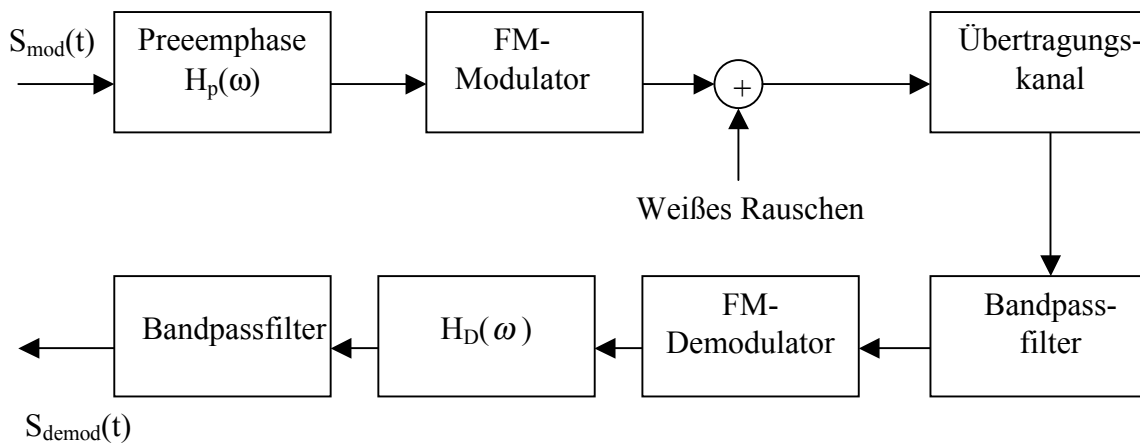 S_mod(t)
Preeemphase
H_p(ω)
FM-
Modulator
+
Übertragungs-
kanal
Weißes Rauschen
Bandpassfilter
H_D(ω)
FM-
Demodulator
Bandpass-
filter
S_demod(t)